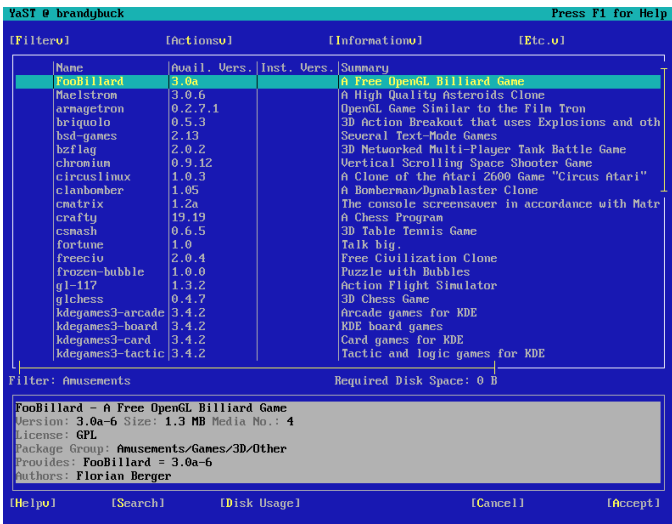 YaST @ brandybuck Press F1 for Help
[Filter↓] [Actions↓] [Information↓] [Etc.↓]
Name |Avail. Vers.|Inst. Vers.|Summary
FooBillard |3.0a | |A Free OpenGL Billiard Game
Maelstrom |3.0.6 | |A High Quality Asteroids Clone
armagetron |0.2.7.1 | |OpenGL Game Similar to the Film Tron
briquolo |0.5.3 | |3D Action Breakout that uses Explosions and oth
bsd-games |2.13 | |Several Text-Mode Games
bzflag |2.0.2 | |3D Networked Multi-Player Tank Battle Game
chromium |0.9.12 | |Vertical Scrolling Space Shooter Game
circuslinux |1.0.3 | |A Clone of the Atari 2600 Game "Circus Atari"
clanbomber |1.05 | |A Bomberman/Dynablaster Clone
cmatrix |1.2a | |The console screensaver in accordance with Matr
crafty |19.19 | |A Chess Program
csmash |0.6.5 | |3D Table Tennis Game
fortune |1.0 | |Talk big.
freeciv |2.0.4 | |Free Civilization Clone
frozen-bubble |1.0.0 | |Puzzle with Bubbles
gl-117 |1.3.2 | |Action Flight Simulator
glchess |0.4.7 | |3D Chess Game
kdegames3-arcade |3.4.2 | |Arcade games for KDE
kdegames3-board |3.4.2 | |KDE board games
kdegames3-card |3.4.2 | |Card games for KDE
kdegames3-tactic |3.4.2 | |Tactic and logic games for KDE
Filter: Amusements Required Disk Space: 0 B
FooBillard - A Free OpenGL Billiard Game
Version: 3.0a-6 Size: 1.3 MB Media No.: 4
License: GPL
Package Group: Amusements/Games/3D/Other
Provides: FooBillard = 3.0a-6
Authors: Florian Berger
[Help↓] [Search] [Disk Usage] [Cancel] [Accept]